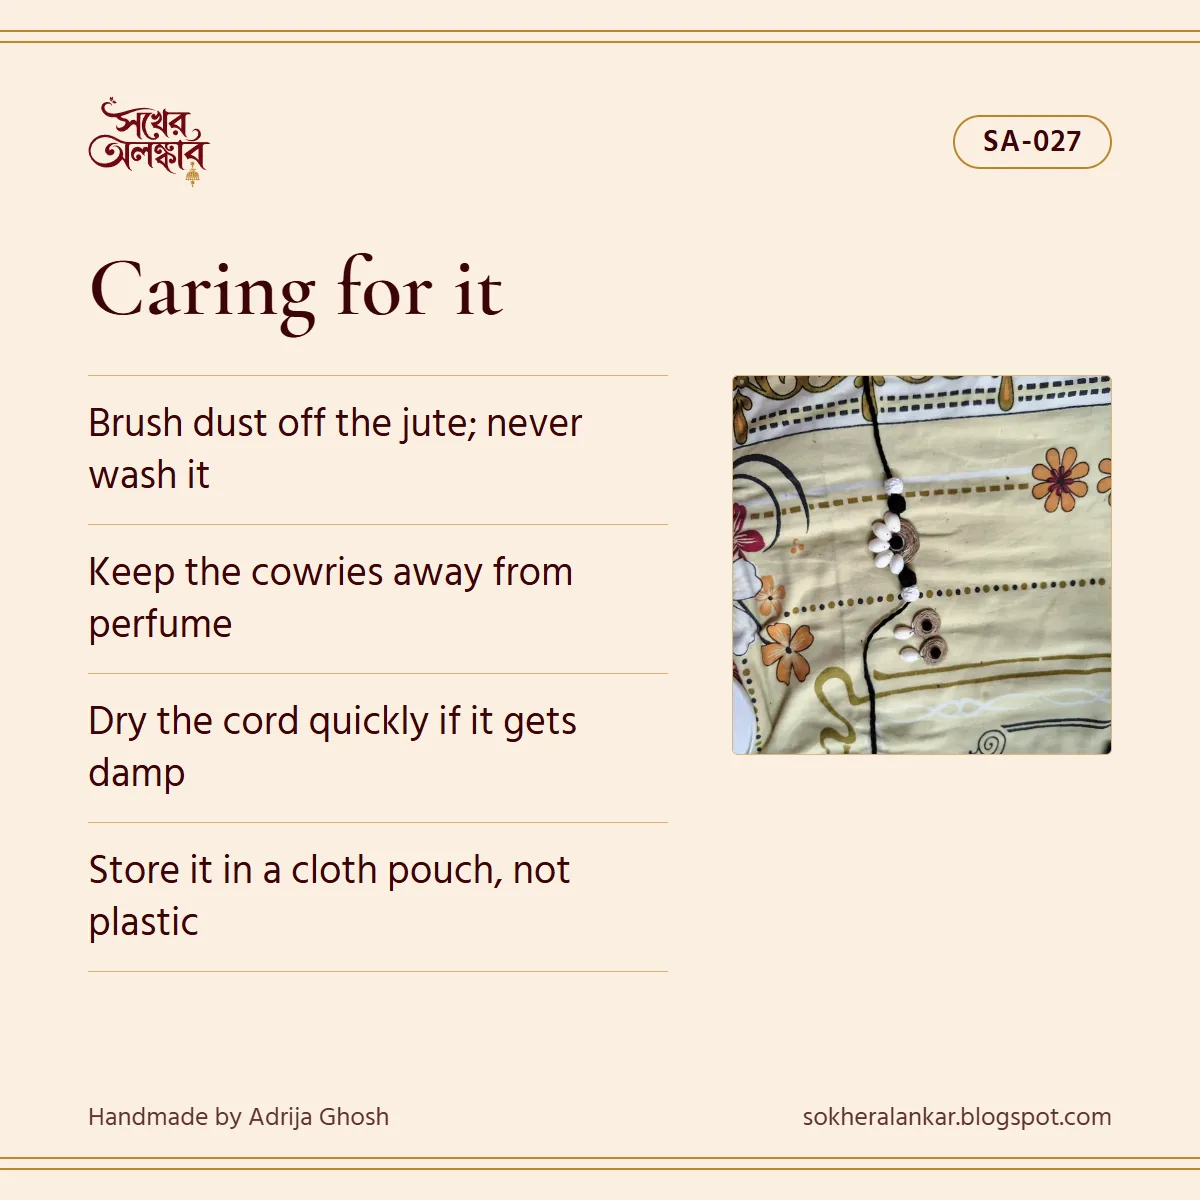 সখের
অলঙ্কার
SA-027
Caring for it
Brush dust off the jute; never
wash it
Keep the cowries away from
perfume
Dry the cord quickly if it gets
damp
Store it in a cloth pouch, not
plastic
Handmade by Adrija Ghosh
sokheralankar.blogspot.com